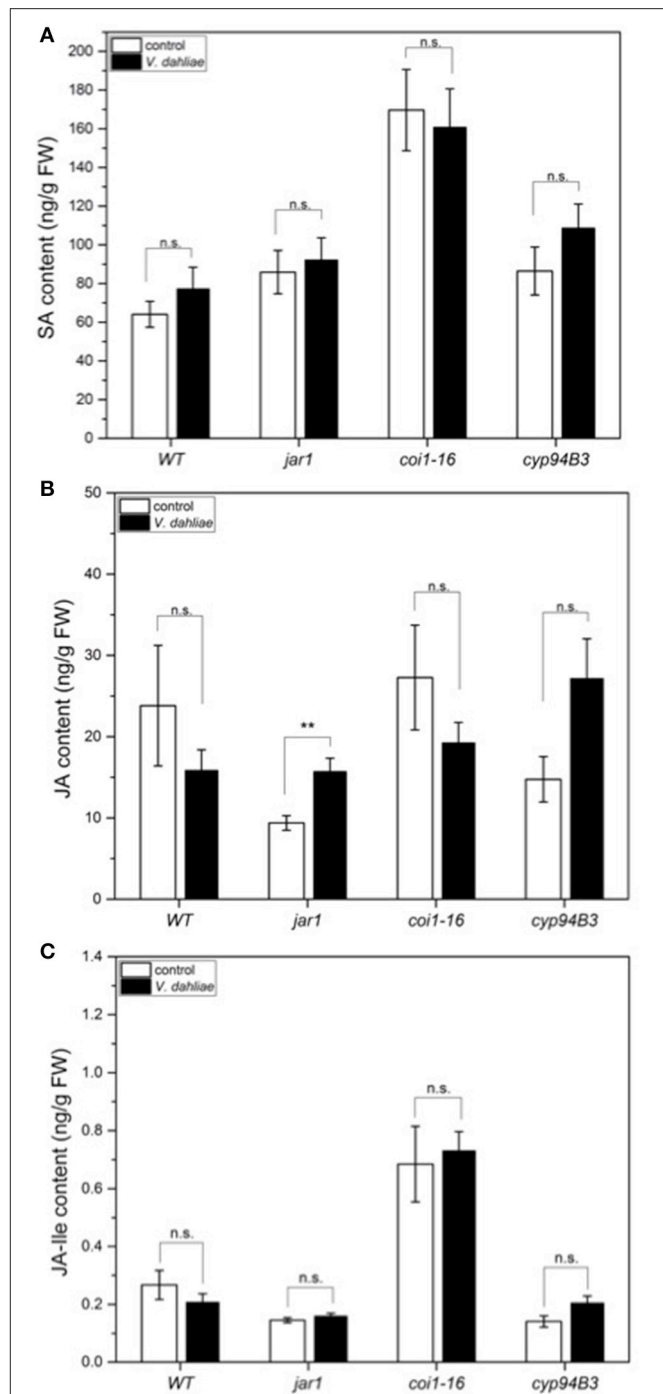 A
control
V. dahliae
SA content (ng/g FW)
200
180
160
140
120
100
80
60
40
20
0
n.s.
n.s.
n.s.
n.s.
WT jar1 coi1-16 cyp94B3
B
control
V. dahliae
JA content (ng/g FW)
50
40
30
20
10
0
n.s.
**
n.s.
n.s.
WT jar1 coi1-16 cyp94B3
C
control
V. dahliae
JA-Ile content (ng/g FW)
1.4
1.2
1.0
0.8
0.6
0.4
0.2
0.0
n.s.
n.s.
n.s.
n.s.
WT jar1 coi1-16 cyp94B3